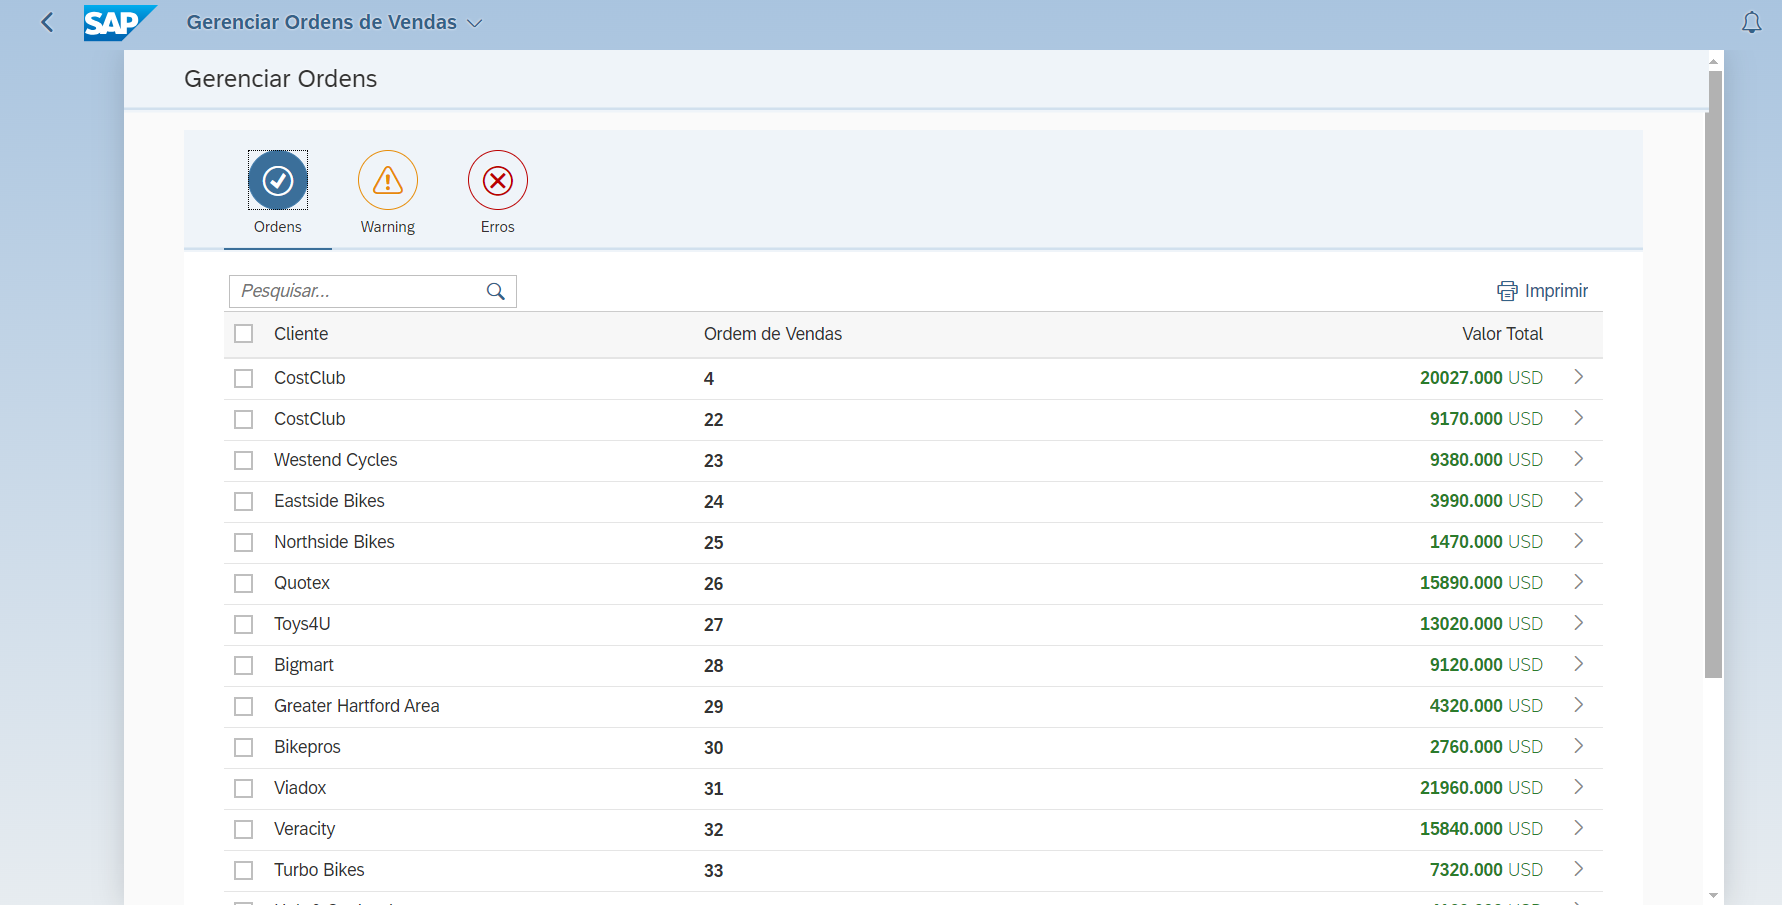 SAP Gerenciar Ordens de Vendas
Gerenciar Ordens
Ordens Warning Erros
Pesquisar... Imprimir
Cliente Ordem de Vendas Valor Total
CostClub 4 20027.000 USD
CostClub 22 9170.000 USD
Westend Cycles 23 9380.000 USD
Eastside Bikes 24 3990.000 USD
Northside Bikes 25 1470.000 USD
Quotex 26 15890.000 USD
Toys4U 27 13020.000 USD
Bigmart 28 9120.000 USD
Greater Hartford Area 29 4320.000 USD
Bikepros 30 2760.000 USD
Viadox 31 21960.000 USD
Veracity 32 15840.000 USD
Turbo Bikes 33 7320.000 USD